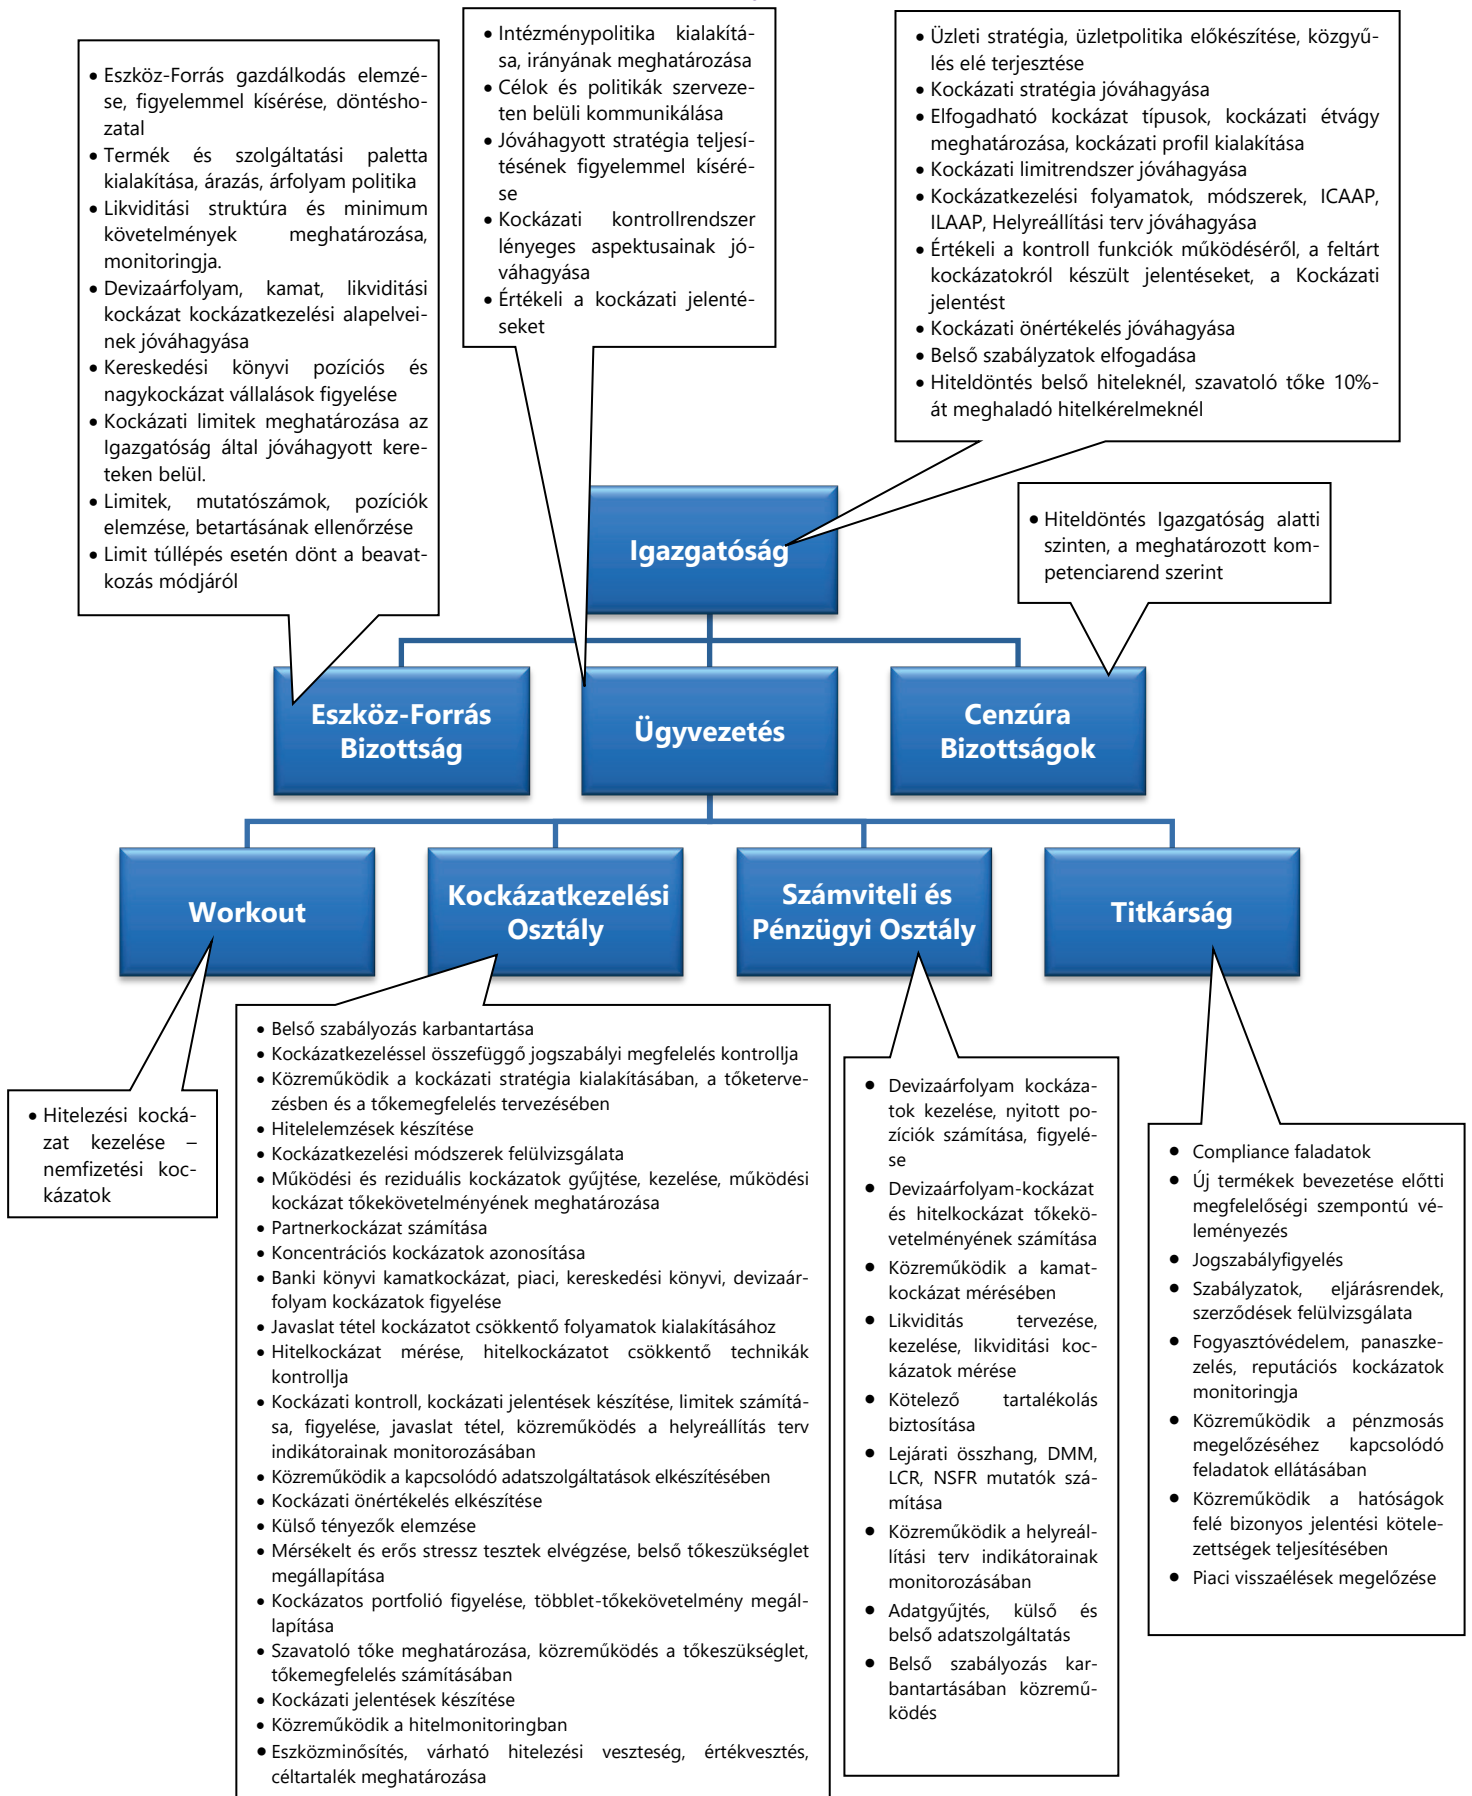 • Eszköz-Forrás gazdálkodás elemzé-
se, figyelemmel kísérése, döntésho-
zatal
• Termék és szolgáltatási paletta
kialakítása, árazás, árfolyam politika
• Likviditási struktúra és minimum
követelmények meghatározása,
monitoringja.
• Devizaárfolyam, kamat, likviditási
kockázat kockázatkezelési alapelvei-
nek jóváhagyása
• Kereskedési könyvi pozíciós és
nagykockázat vállalások figyelése
• Kockázati limitek meghatározása az
Igazgatóság által jóváhagyott kere-
teken belül.
• Limitek, mutatószámok, pozíciók
elemzése, betartásának ellenőrzése
• Limit túllépés esetén dönt a beavat-
kozás módjáról
• Intézménypolitika kialakítá-
sa, irányának meghatározása
• Célok és politikák szerveze-
ten belüli kommunikálása
• Jóváhagyott stratégia teljesí-
tésének figyelemmel kíséré-
se
• Kockázati kontrollrendszer
lényeges aspektusainak jó-
váhagyása
• Értékeli a kockázati jelenté-
seket
• Üzleti stratégia, üzletpolitika előkészítése, közgyű-
lés elé terjesztése
• Kockázati stratégia jóváhagyása
• Elfogadható kockázat típusok, kockázati étvágy
meghatározása, kockázati profil kialakítása
• Kockázati limitrendszer jóváhagyása
• Kockázatkezelési folyamatok, módszerek, ICAAP,
ILAAP, Helyreállítási terv jóváhagyása
• Értékeli a kontroll funkciók működéséről, a feltárt
kockázatokról készült jelentéseket, a Kockázati
jelentést
• Kockázati önértékelés jóváhagyása
• Belső szabályzatok elfogadása
• Hiteldöntés belső hiteleknél, szavatoló tőke 10%-
át meghaladó hitelkérelmeknél
Igazgatóság
• Hiteldöntés Igazgatóság alatti
szinten, a meghatározott kom-
petenciarend szerint
Eszköz-Forrás
Bizottság
Ügyvezetés
Cenzúra
Bizottságok
Workout
Kockázatkezelési
Osztály
Számviteli és
Pénzügyi Osztály
Titkárság
• Hitelezési kocká-
zat kezelése –
nemfizetési koc-
kázatok
• Belső szabályozás karbantartása
• Kockázatkezeléssel összefüggő jogszabályi megfelelés kontrollja
• Közreműködik a kockázati stratégia kialakításában, a tőketerve-
zésben és a tőkemegfelelés tervezésében
• Hitelelemzések készítése
• Kockázatkezelési módszerek felülvizsgálata
• Működési és reziduális kockázatok gyűjtése, kezelése, működési
kockázat tőkekövetelményének meghatározása
• Partnerkockázat számítása
• Koncentrációs kockázatok azonosítása
• Banki könyvi kamatkockázat, piaci, kereskedési könyvi, devizaár-
folyam kockázatok figyelése
• Javaslat tétel kockázatot csökkentő folyamatok kialakításához
• Hitelkockázat mérése, hitelkockázatot csökkentő technikák
kontrollja
• Kockázati kontroll, kockázati jelentések készítése, limitek számítá-
sa, figyelése, javaslat tétel, közreműködés a helyreállítás terv
indikátorainak monitorozásában
• Közreműködik a kapcsolódó adatszolgáltatások elkészítésében
• Kockázati önértékelés elkészítése
• Külső tényezők elemzése
• Mérsékelt és erős stressz tesztek elvégzése, belső tőkeszükséglet
megállapítása
• Kockázatos portfolió figyelése, többlet-tőkekövetelmény megál-
lapítása
• Szavatoló tőke meghatározása, közreműködés a tőkeszükséglet,
tőkemegfelelés számításában
• Kockázati jelentések készítése
• Közreműködik a hitelmonitoringban
• Eszközminősítés, várható hitelezési veszteség, értékvesztés,
céltartalék meghatározása
• Devizaárfolyam kockáza-
tok kezelése, nyitott po-
zíciók számítása, figyelé-
se
• Devizaárfolyam-kockázat
és hitelkockázat tőkekö-
vetelményének számítása
• Közreműködik a kamat-
kockázat mérésében
• Likviditás tervezése,
kezelése, likviditási koc-
kázatok mérése
• Kötelező tartalékolás
biztosítása
• Lejárati összhang, DMM,
LCR, NSFR mutatók szá-
mítása
• Közreműködik a helyreál-
lítási terv indikátorainak
monitorozásában
• Adatgyűjtés, külső és
belső adatszolgáltatás
• Belső szabályozás kar-
bantartásában közremű-
ködés
• Compliance faladatok
• Új termékek bevezetése előtti
megfelelőségi szempontú vé-
leményezés
• Jogszabályfigyelés
• Szabályzatok, eljárásrendek,
szerződések felülvizsgálata
• Fogyasztóvédelem, panaszke-
zelés, reputációs kockázatok
monitoringja
• Közreműködik a pénzmosás
megelőzéséhez kapcsolódó
feladatok ellátásában
• Közreműködik a hatóságok
felé bizonyos jelentési kötele-
zettségek teljesítésében
• Piaci visszaélések megelőzése